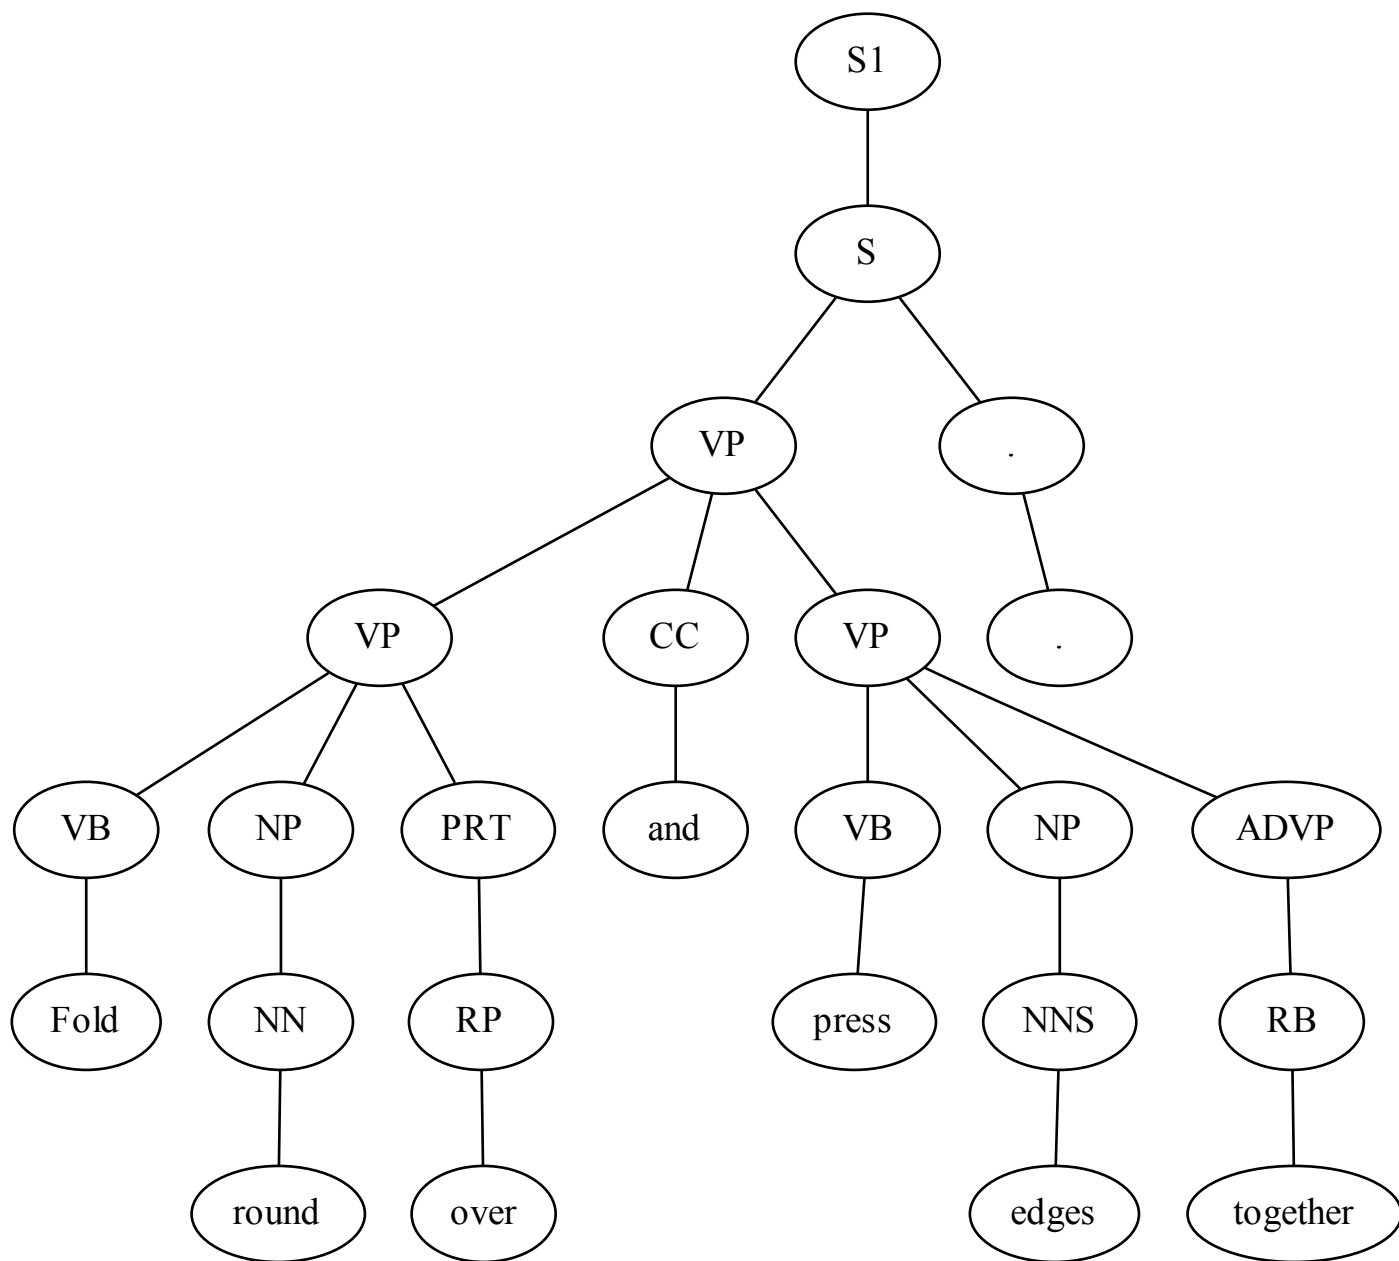 S1
S
VP .
VP CC VP .
VB NP PRT and VB NP ADVP
Fold NN RP press NNS RB
round over edges together